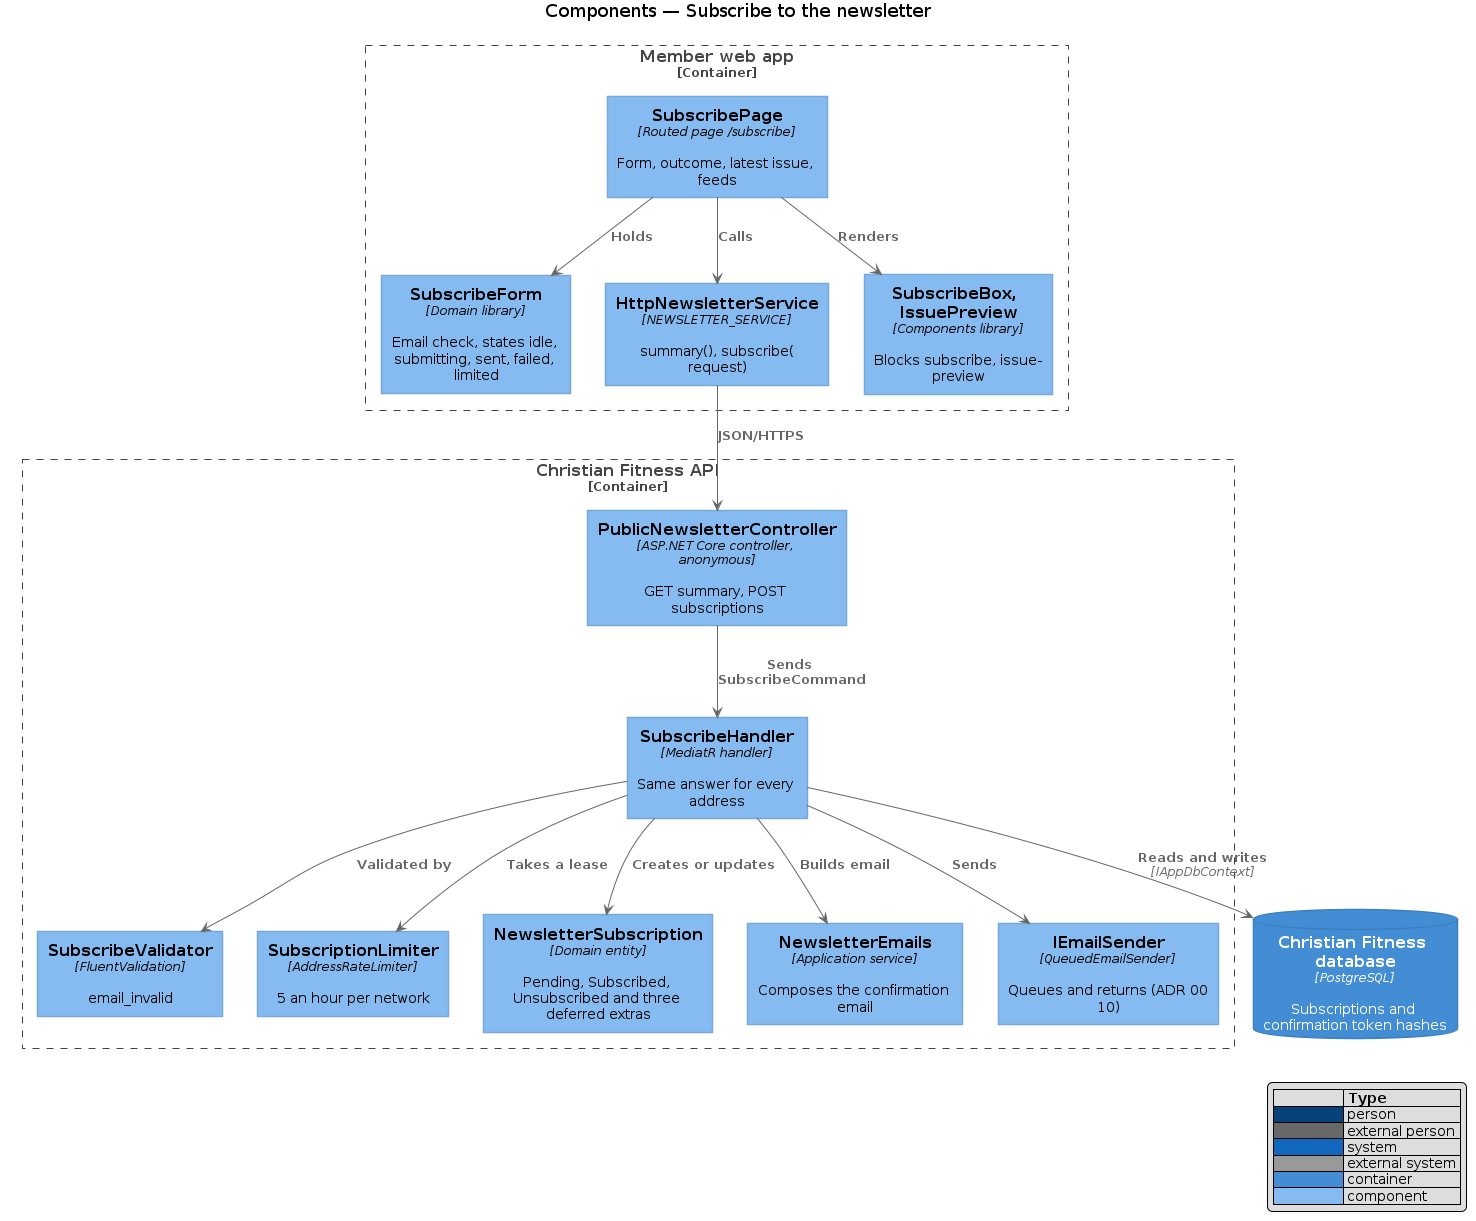 Components — Subscribe to the newsletter
Member web app
[Container]
SubscribePage
[Routed page /subscribe]
Form, outcome, latest issue,
feeds
Holds
Calls
Renders
SubscribeForm
[Domain library]
Email check, states idle,
submitting, sent, failed,
limited
HttpNewsletterService
[NEWSLETTER_SERVICE]
summary(), subscribe(
request)
SubscribeBox,
IssuePreview
[Components library]
Blocks subscribe, issue-
preview
JSON/HTTPS
Christian Fitness API
[Container]
PublicNewsletterController
[ASP.NET Core controller,
anonymous]
GET summary, POST
subscriptions
Sends
SubscribeCommand
SubscribeHandler
[MediatR handler]
Same answer for every
address
Validated by
Takes a lease
Creates or updates
Builds email
Sends
Reads and writes
[IAppDbContext]
SubscribeValidator
[FluentValidation]
email_invalid
SubscriptionLimiter
[AddressRateLimiter]
5 an hour per network
NewsletterSubscription
[Domain entity]
Pending, Subscribed,
Unsubscribed and three
deferred extras
NewsletterEmails
[Application service]
Composes the confirmation
email
IEmailSender
[QueuedEmailSender]
Queues and returns (ADR 00
10)
Christian Fitness
database
[PostgreSQL]
Subscriptions and
confirmation token hashes
Type
person
external person
system
external system
container
component